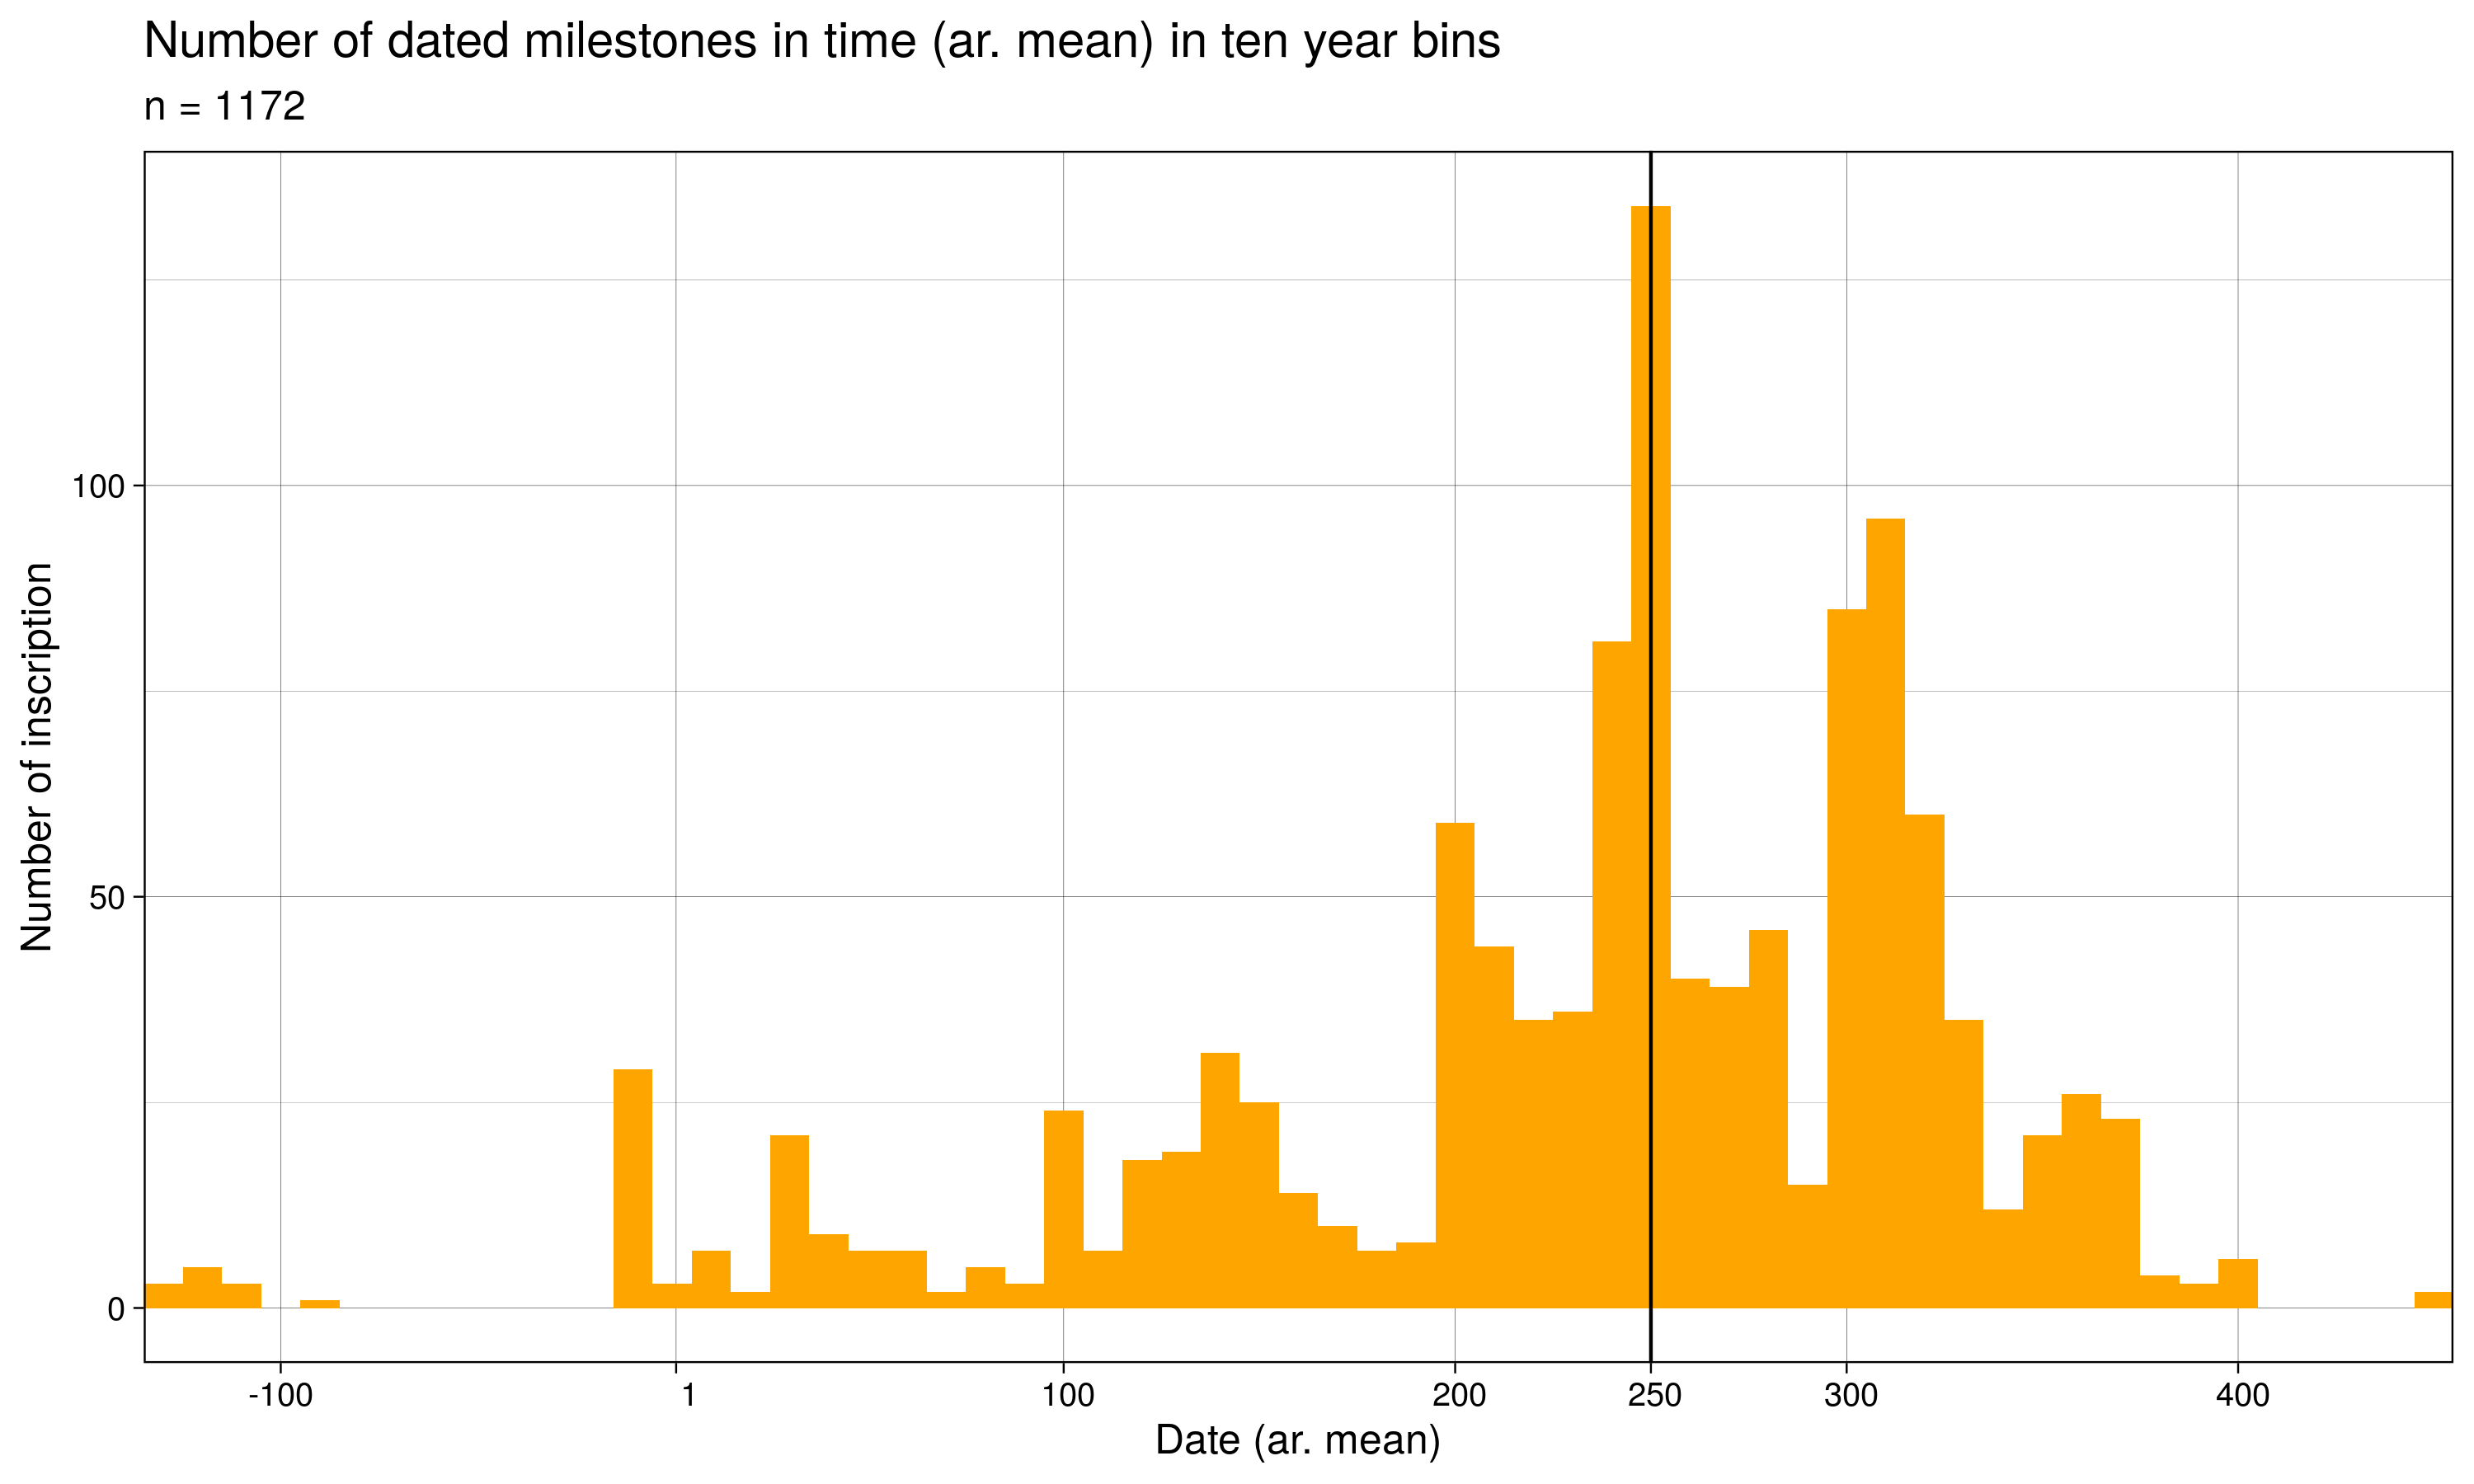 Number of dated milestones in time (ar. mean) in ten year bins
n = 1172
Number of inscription
100
50
0
-100 1 100 200 250 300 400
Date (ar. mean)